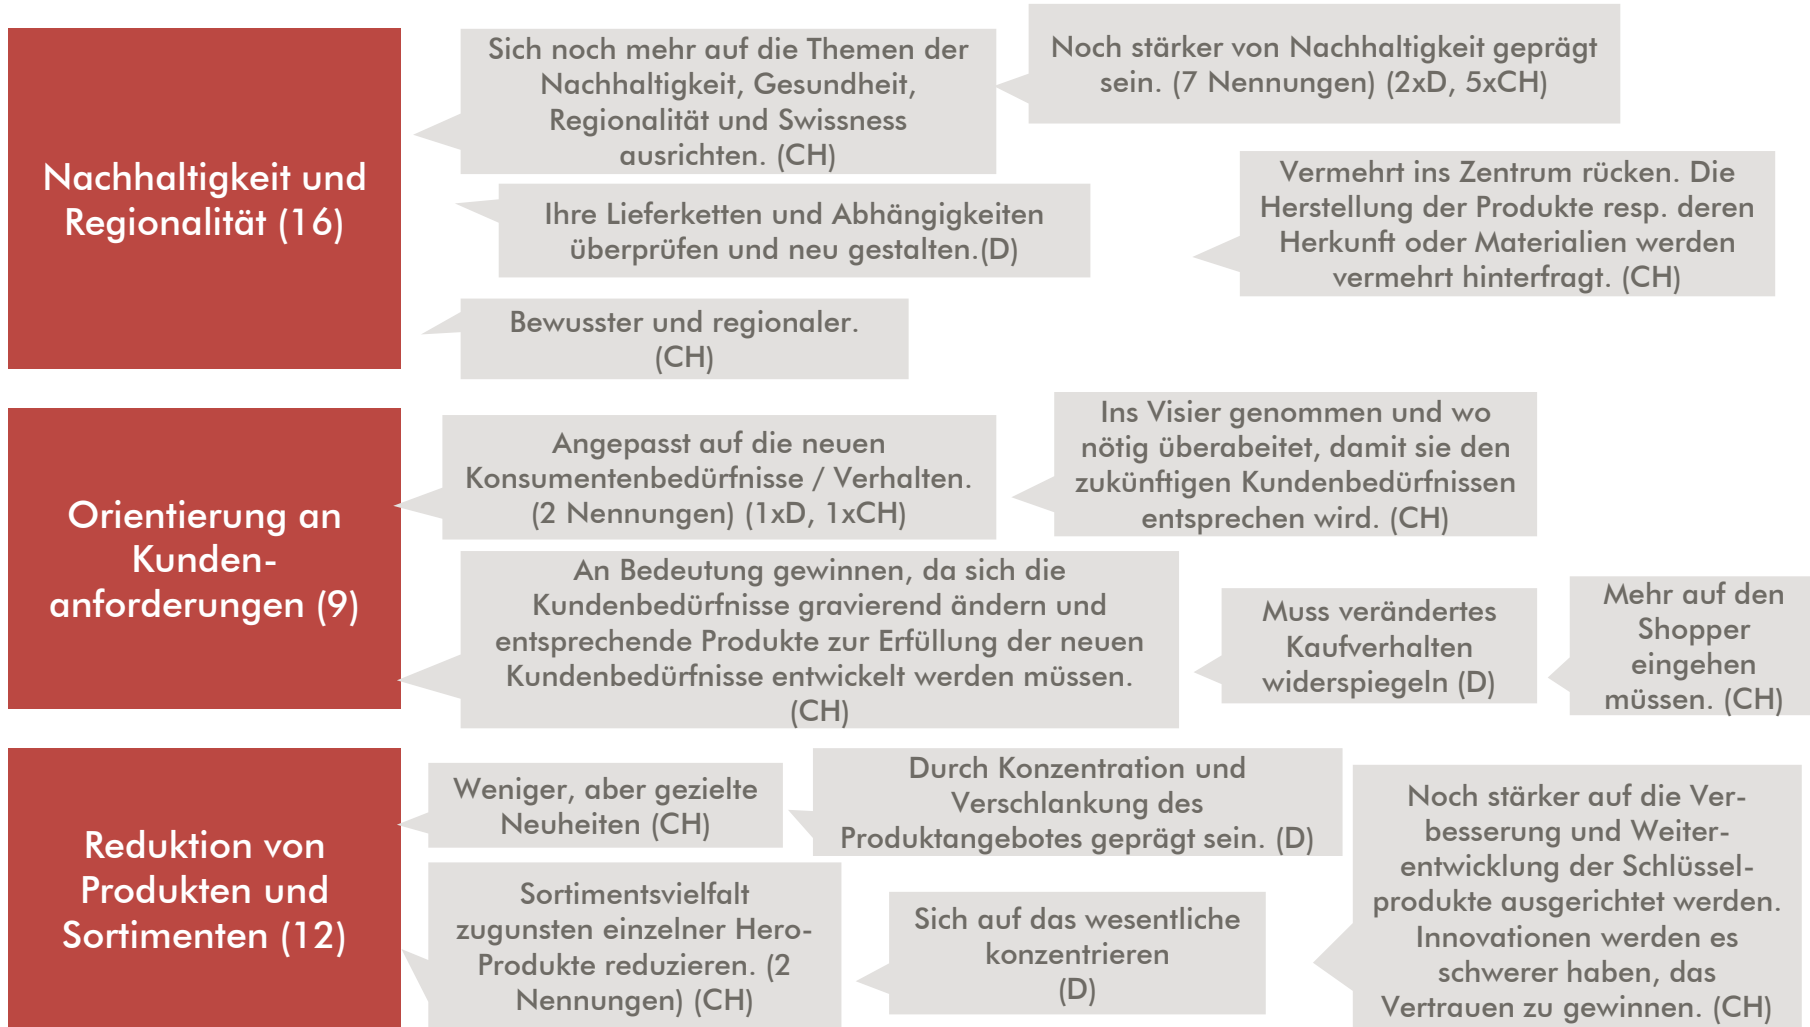 Nachhaltigkeit und
Regionalität (16)
Sich noch mehr auf die Themen der
Nachhaltigkeit, Gesundheit,
Regionalität und Swissness
ausrichten. (CH)
Noch stärker von Nachhaltigkeit geprägt
sein. (7 Nennungen) (2xD, 5xCH)
Ihre Lieferketten und Abhängigkeiten
überprüfen und neu gestalten.(D)
Vermehrt ins Zentrum rücken. Die
Herstellung der Produkte resp. deren
Herkunft oder Materialien werden
vermehrt hinterfragt. (CH)
Bewusster und regionaler.
(CH)
Orientierung an
Kunden-
anforderungen (9)
Angepasst auf die neuen
Konsumentenbedürfnisse / Verhalten.
(2 Nennungen) (1xD, 1xCH)
Ins Visier genommen und wo
nötig überabeitet, damit sie den
zukünftigen Kundenbedürfnissen
entsprechen wird. (CH)
An Bedeutung gewinnen, da sich die
Kundenbedürfnisse gravierend ändern und
entsprechende Produkte zur Erfüllung der neuen
Kundenbedürfnisse entwickelt werden müssen.
(CH)
Muss verändertes
Kaufverhalten
widerspiegeln (D)
Mehr auf den
Shopper
eingehen
müssen. (CH)
Reduktion von
Produkten und
Sortimenten (12)
Weniger, aber gezielte
Neuheiten (CH)
Durch Konzentration und
Verschlankung des
Produktangebotes geprägt sein. (D)
Noch stärker auf die Ver-
besserung und Weiter-
entwicklung der Schlüssel-
produkte ausgerichtet werden.
Innovationen werden es
schwerer haben, das
Vertrauen zu gewinnen. (CH)
Sortimentsvielfalt
zugunsten einzelner Hero-
Produkte reduzieren. (2
Nennungen) (CH)
Sich auf das wesentliche
konzentrieren
(D)